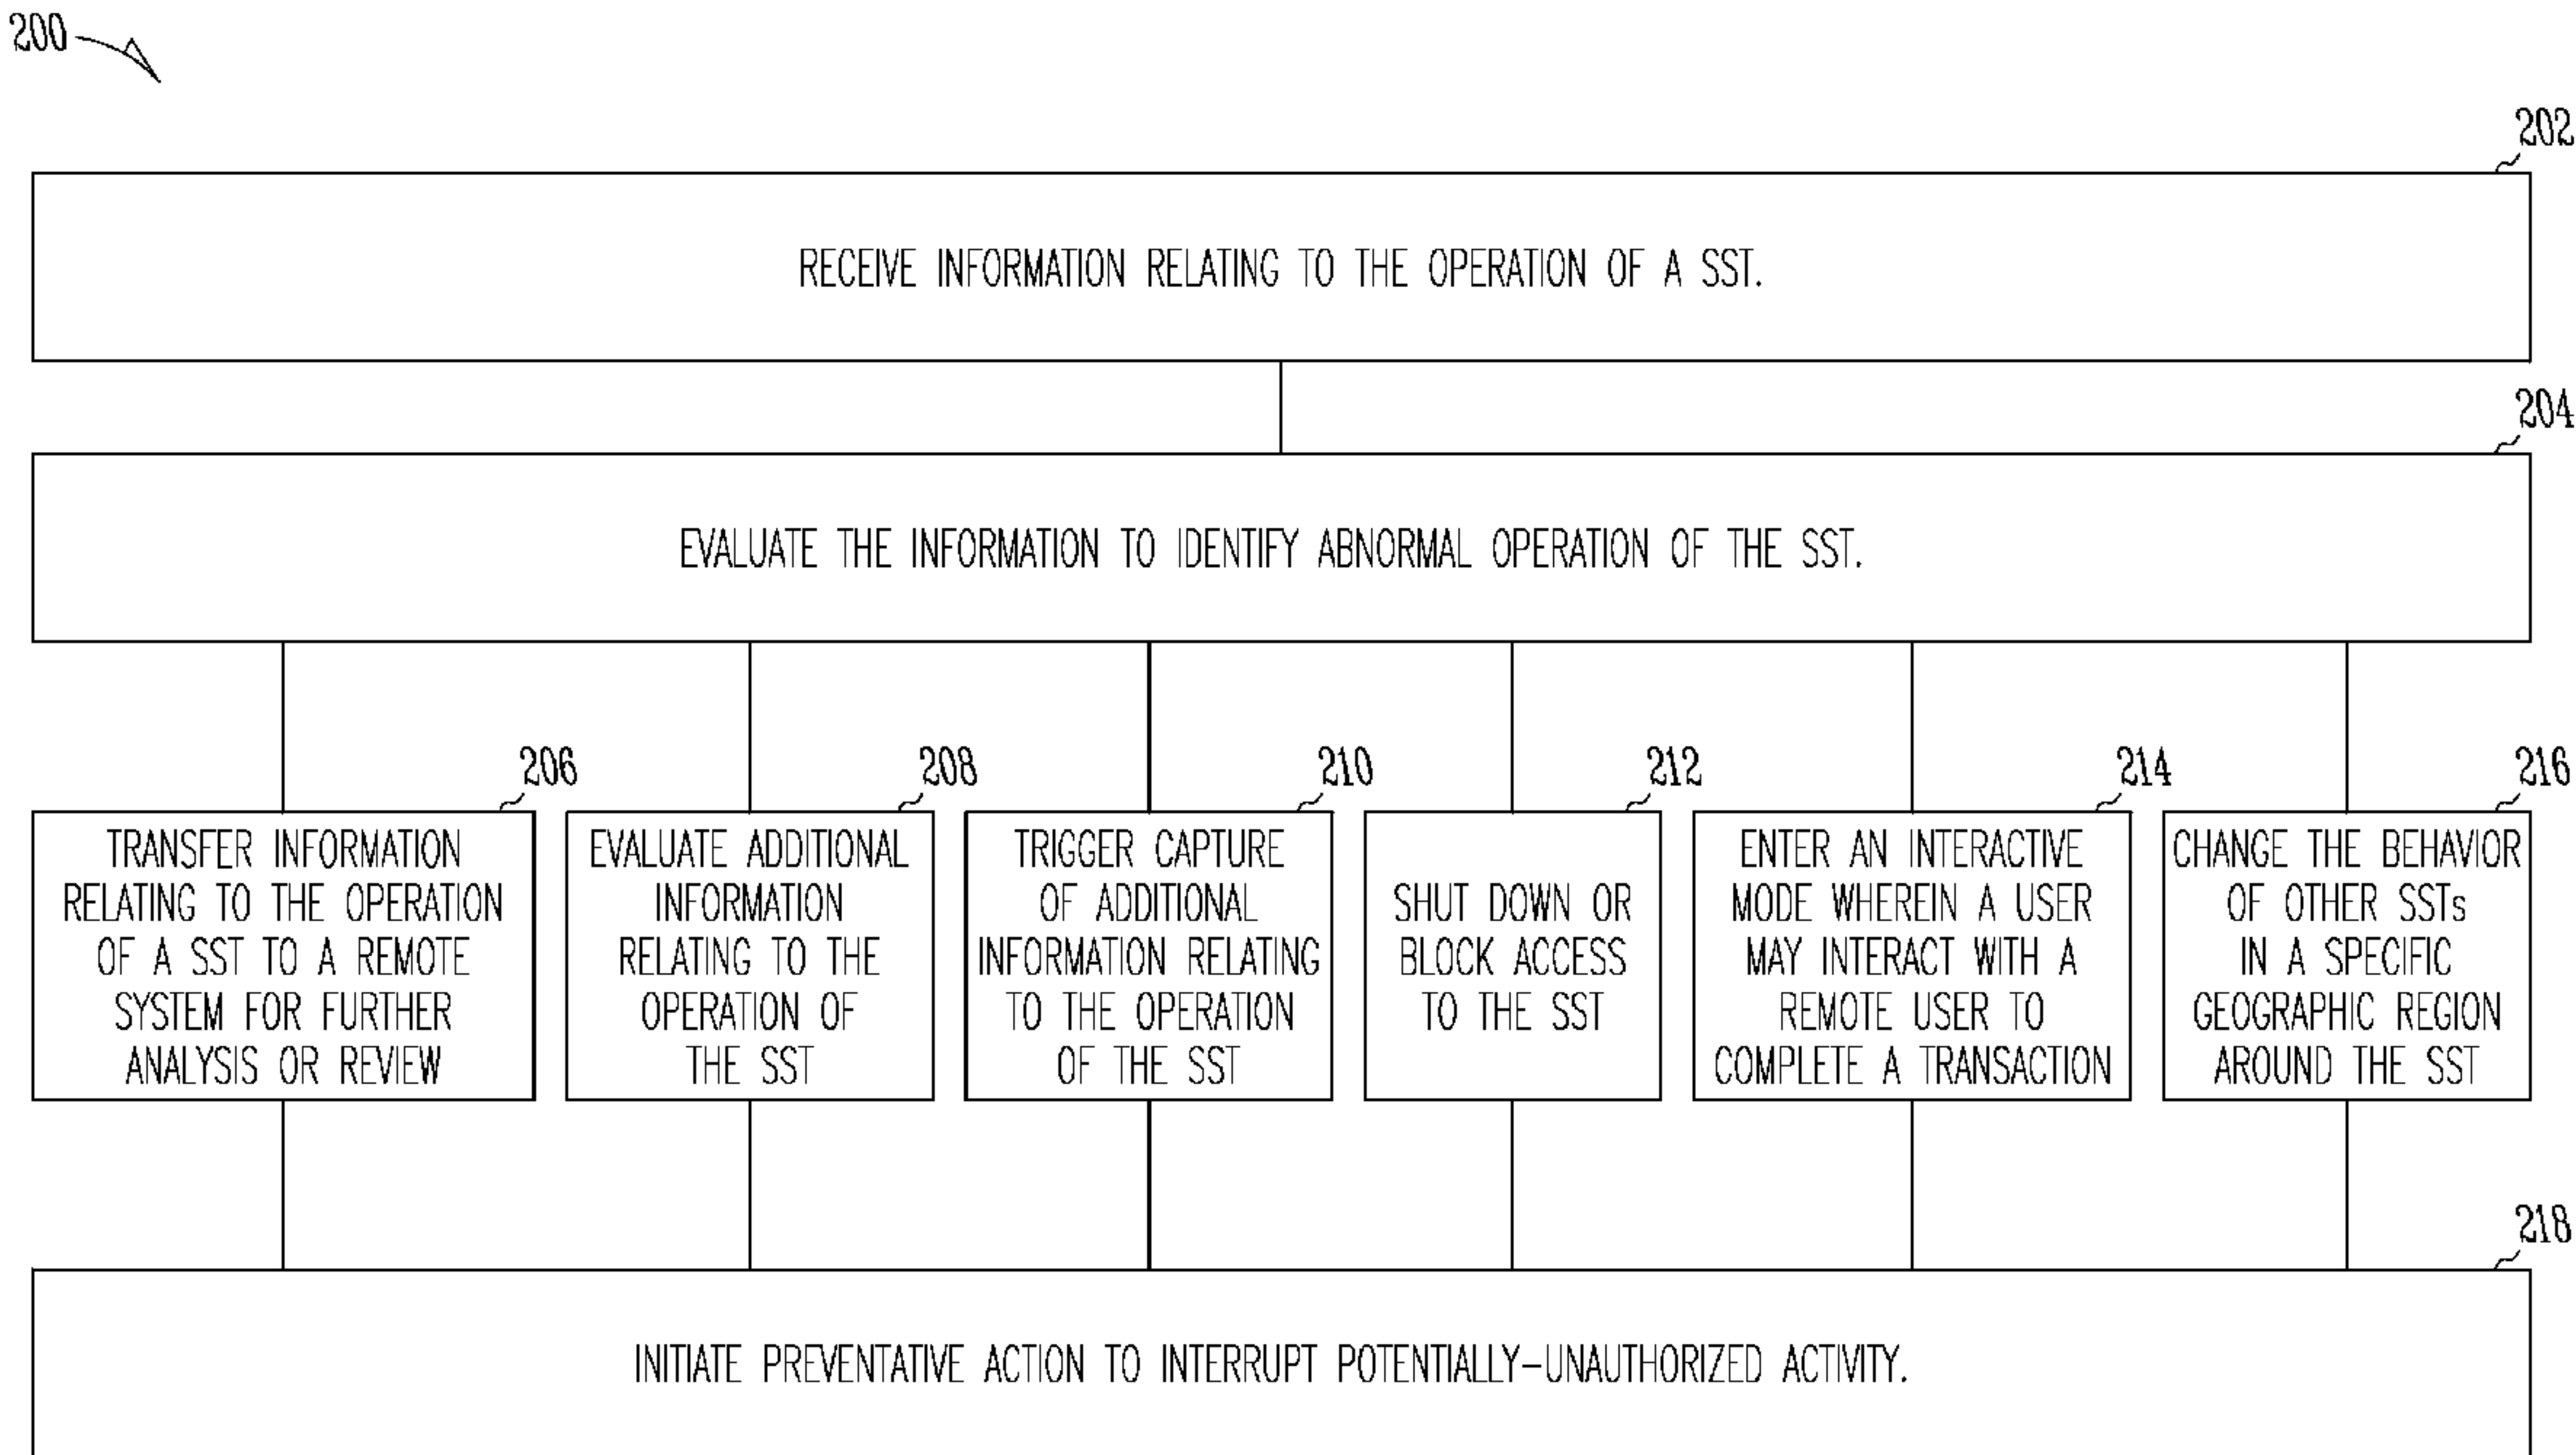 200
202
RECEIVE INFORMATION RELATING TO THE OPERATION OF A SST.
204
EVALUATE THE INFORMATION TO IDENTIFY ABNORMAL OPERATION OF THE SST.
206
TRANSFER INFORMATION
RELATING TO THE OPERATION
OF A SST TO A REMOTE
SYSTEM FOR FURTHER
ANALYSIS OR REVIEW
208
EVALUATE ADDITIONAL
INFORMATION
RELATING TO THE
OPERATION OF
THE SST
210
TRIGGER CAPTURE
OF ADDITIONAL
INFORMATION RELATING
TO THE OPERATION
OF THE SST
212
SHUT DOWN OR
BLOCK ACCESS
TO THE SST
214
ENTER AN INTERACTIVE
MODE WHEREIN A USER
MAY INTERACT WITH A
REMOTE USER TO
COMPLETE A TRANSACTION
216
CHANGE THE BEHAVIOR
OF OTHER SSTs
IN A SPECIFIC
GEOGRAPHIC REGION
AROUND THE SST
218
INITIATE PREVENTATIVE ACTION TO INTERRUPT POTENTIALLY-UNAUTHORIZED ACTIVITY.